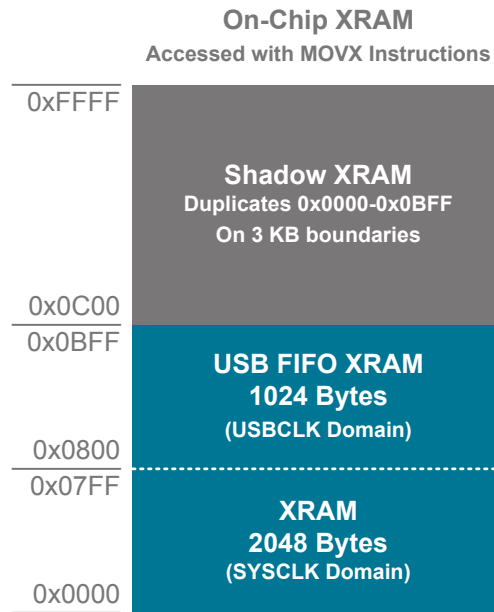 On-Chip XRAM
Accessed with MOVX Instructions
0xFFFF
Shadow XRAM
Duplicates 0x0000-0x0BFF
On 3 KB boundaries
0x0C00
0x0BFF
USB FIFO XRAM
1024 Bytes
(USBCLK Domain)
0x0800
0x07FF
XRAM
2048 Bytes
(SYSCLK Domain)
0x0000